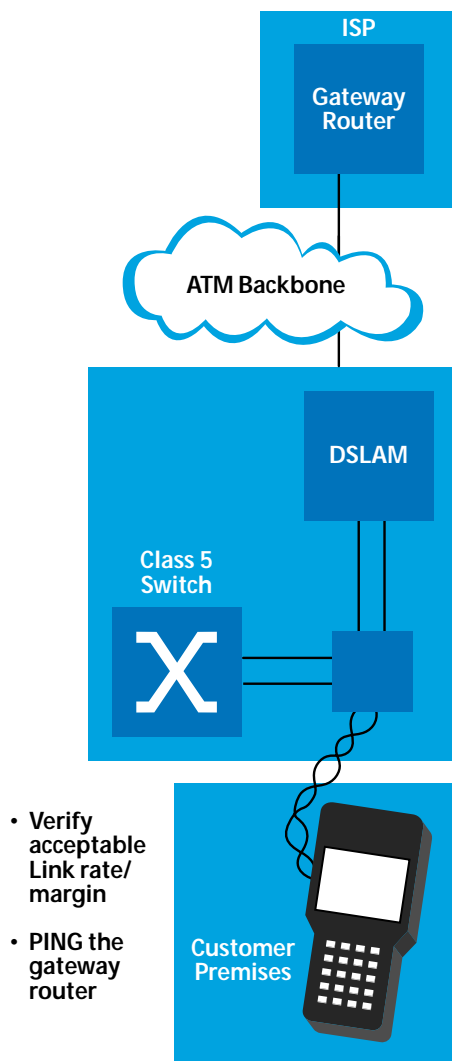 ISP
Gateway
Router
ATM Backbone
DSLAM
Class 5
Switch
• Verify
acceptable
Link rate/
margin
• PING the
gateway
router
Customer
Premises